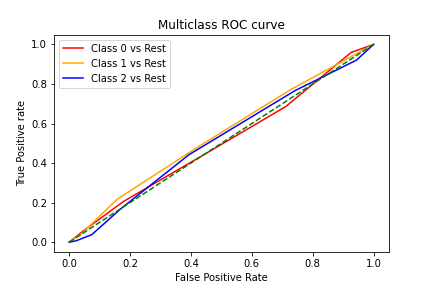 Multiclass ROC curve
Class 0 vs Rest
Class 1 vs Rest
Class 2 vs Rest
True Positive rate
1.0
0.8
0.6
0.4
0.2
0.0
0.0 0.2 0.4 0.6 0.8 1.0
False Positive Rate